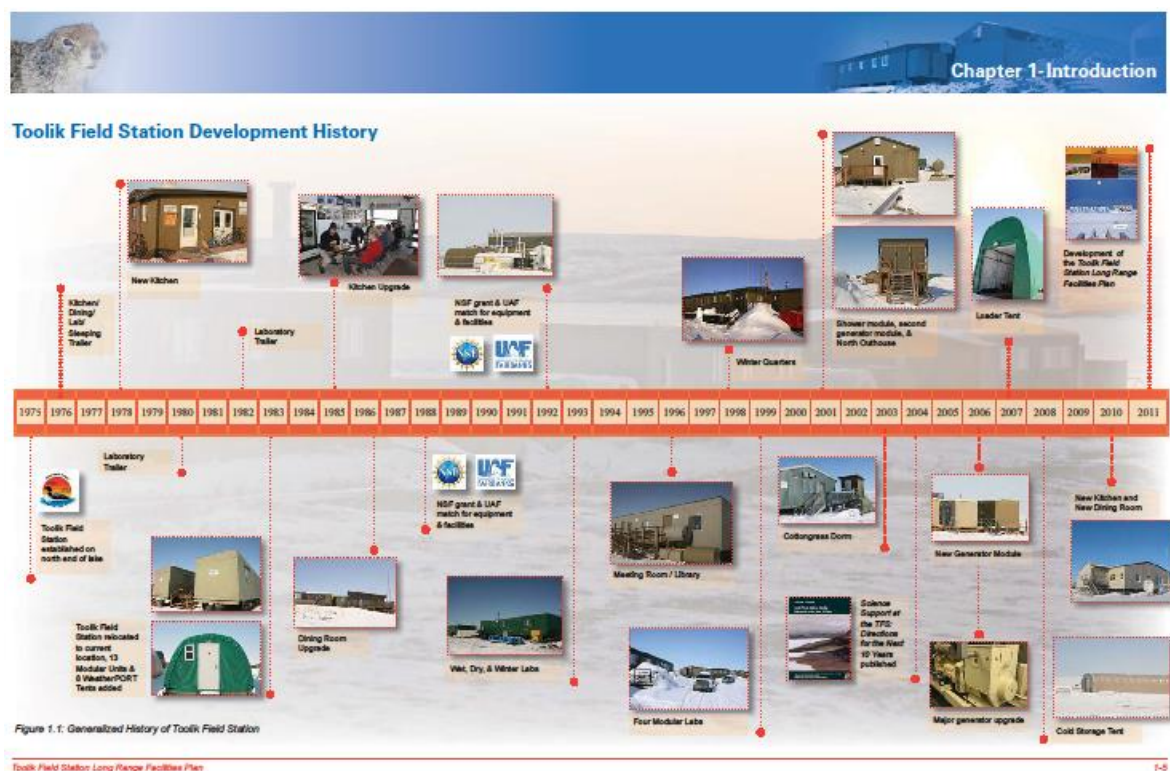 Chapter 1-Introduction
Toolik Field Station Development History
New Kitchen
Kitchen/
Dining/
Lab/
Sleeping
Trailer
Laboratory
Trailer
Kitchen Upgrade
NSF grant & UAF
match for equipment
& facilities
NSF
UAF
FAIRBANKS
Winter Quarters
Shower module, second
generator module, &
North Outhouse
Loader Tent
Development of
the Toolik Field
Station Long Range
Facilities Plan
1975 1976 1977 1978 1979 1980 1981 1982 1983 1984 1985 1986 1987 1988 1989 1990 1991 1992 1993 1994 1995 1996 1997 1998 1999 2000 2001 2002 2003 2004 2005 2006 2007 2008 2009 2010 2011
Toolik Field
Station
established on
north end of lake
Laboratory
Trailer
Toolik Field
Station relocated
to current
location, 13
Modular Units &
8 WeatherPORT
Tents added
Dining Room
Upgrade
NSF
UAF
FAIRBANKS
NSF grant & UAF
match for equipment
& facilities
Wet, Dry, & Winter Labs
Meeting Room / Library
Four Modular Labs
Cottongrass Dorm
Science
Support at
the TFS:
Directions
for the Next
10 Years
published
New Generator Module
Major generator upgrade
New Kitchen and
New Dining Room
Cold Storage Tent
Figure 1.1: Generalized History of Toolik Field Station
Toolik Field Station Long Range Facilities Plan
1-5